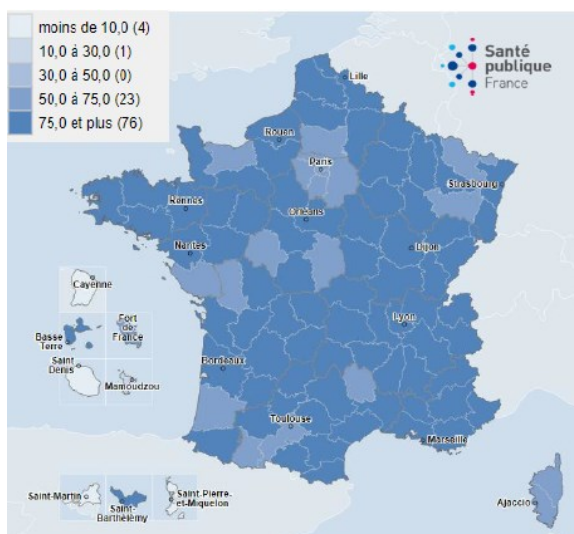 moins de 10,0 (4)
10,0 à 30,0 (1)
30,0 à 50,0 (0)
50,0 à 75,0 (23)
75,0 et plus (76)
Santé
publique
France
Lille
Rouen
Paris
Strasbourg
Rennes
Orléans
Nantes
Dijon
Cayenne
Lyon
Basse
Terre
Fort
de
France
Saint
Denis
Mamoudzou
Bordeaux
Toulouse
Marseille
Saint-Martin
Saint-
Barthélémy
Saint-Pierre-
et-Miquelon
Ajaccio